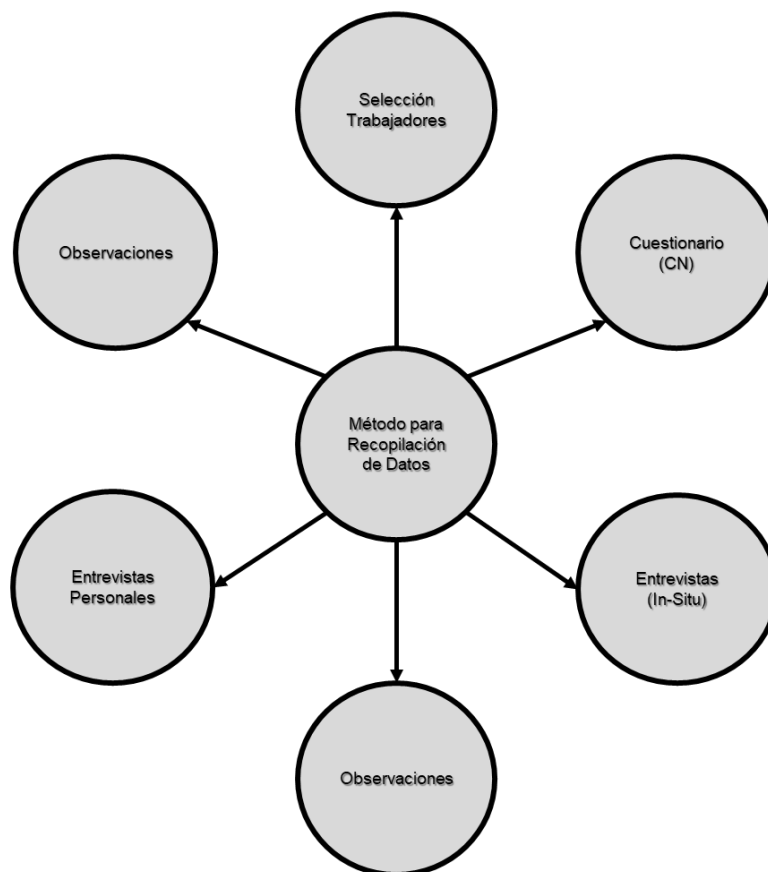 Selección
Trabajadores
Observaciones
Cuestionario
(CN)
Método para
Recopilación
de Datos
Entrevistas
Personales
Entrevistas
(In-Situ)
Observaciones